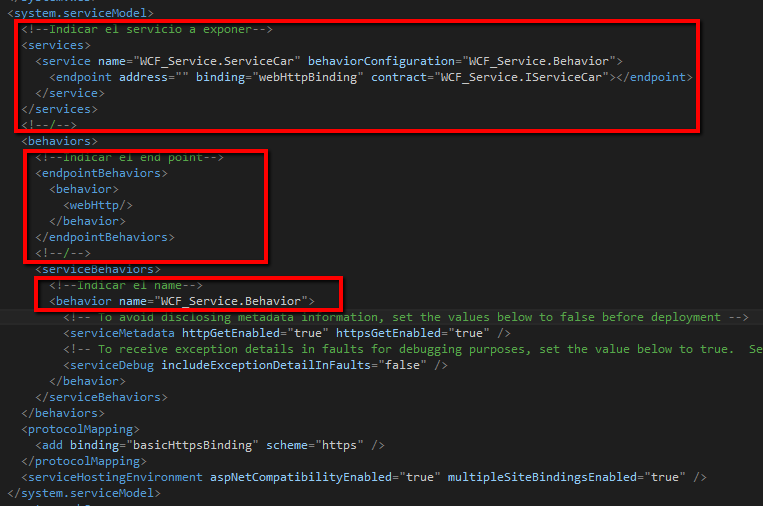 <system.serviceModel>
<!--Indicar el servicio a exponer-->
<services>
<service name="WCF_Service.ServiceCar" behaviorConfiguration="WCF_Service.Behavior">
<endpoint address="" binding="webHttpBinding" contract="WCF_Service.IServiceCar"></endpoint>
</service>
</services>
<!--/-->
<behaviors>
<!--Indicar el end point-->
<endpointBehaviors>
<behavior>
<webHttp/>
</behavior>
</endpointBehaviors>
<!--/-->
<serviceBehaviors>
<!--Indicar el name-->
<behavior name="WCF_Service.Behavior">
<!-- To avoid disclosing metadata information, set the values below to false before deployment -->
<serviceMetadata httpGetEnabled="true" httpsGetEnabled="true" />
<!-- To receive exception details in faults for debugging purposes, set the value below to true.  Se
<serviceDebug includeExceptionDetailInFaults="false" />
</behavior>
</serviceBehaviors>
</behaviors>
<protocolMapping>
<add binding="basicHttpsBinding" scheme="https" />
</protocolMapping>
<serviceHostingEnvironment aspNetCompatibilityEnabled="true" multipleSiteBindingsEnabled="true" />
</system.serviceModel>